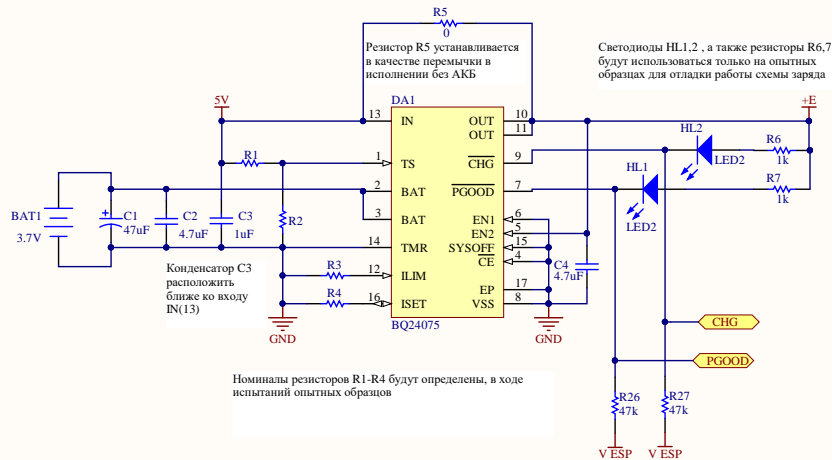 R5
0
Резистор R5 устанавливается
в качестве перемычки в
исполнении без АКБ
Светодиоды HL1,2 , а также резисторы R6,7
будут использоваться только на опытных
образцах для отладки работы схемы заряда
5V
DA1
+E
13 IN OUT 10
OUT 11
HL2
R6
R1
1 TS CHG 9
LED2
1k
HL1
R7
2 BAT PGOOD 7
LED2
1k
BAT1
3.7V
C1
47uF
C2
4.7uF
C3
1uF
R2
3 BAT EN1 6
EN2 5
14 TMR SYSOFF 15
CE 4
C4
4.7uF
Конденсатор C3
расположить
ближе ко входу
IN(13)
R3
12 ILIM
R4
16 ISET
EP 17
VSS 8
BQ24075
GND
GND
CHG
PGOOD
Номиналы резисторов R1-R4 будут определены, в ходе
испытаний опытных образцов
R26
47k
R27
47k
V ESP
V ESP